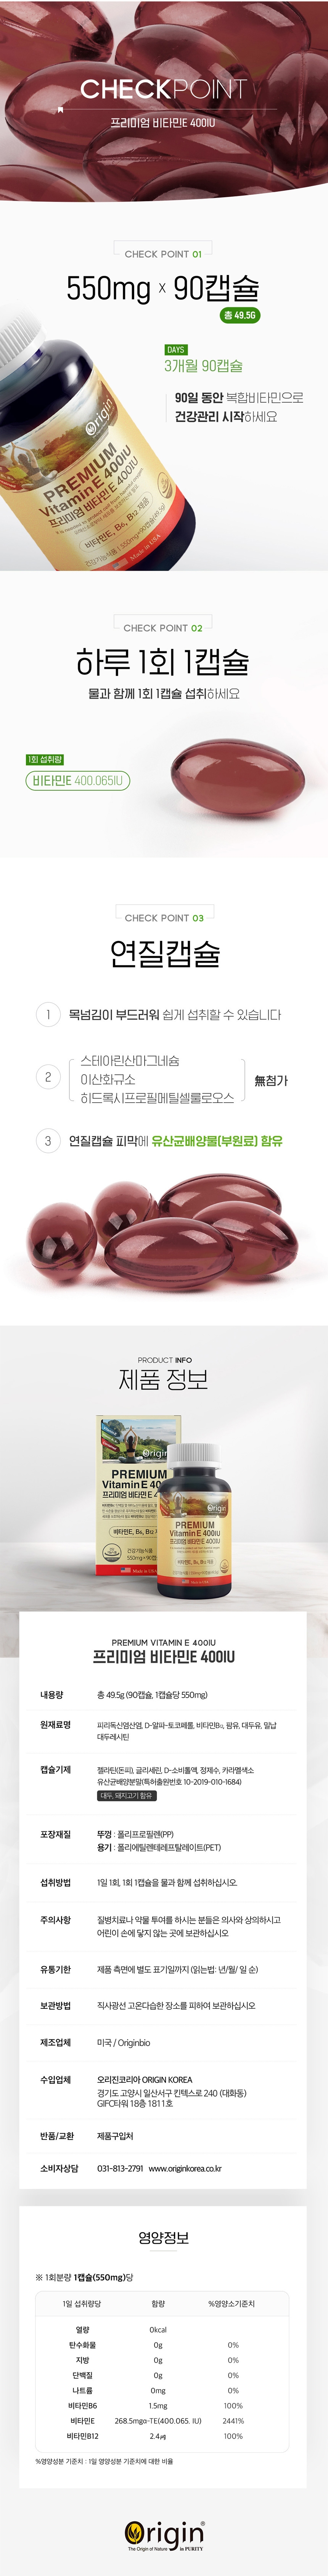 CHECKPOINT
프리미엄 비타민E 400IU
CHECK POINT 01
550mg x 90캡슐
총 49.5G
DAYS
3개월 90캡슐
90일 동안 복합비타민으로
건강관리 시작하세요
Origin
PREMIUM
Vitamin E 400IU
프리미엄 비타민E 400IU
비타민E, B6, B12 제품
Made in USA
CHECK POINT 02
하루 1회 1캡슐
물과 함께 1회 1캡슐 섭취하세요
1회 섭취량
비타민E 400.065IU
CHECK POINT 03
연질캡슐
1 목넘김이 부드러워 쉽게 섭취할 수 있습니다
스테아린산마그네슘
2 이산화규소 無첨가
히드록시프로필메틸셀룰로오스
3 연질캡슐 피막에 유산균배양물(부원료) 함유
PRODUCT INFO
제품 정보
Origin
PREMIUM
Vitamin E 400IU
프리미엄 비타민E 4
비타민E, B6, B12
건강기능식품
Origin
PREMIUM
Vitamin E 400IU
프리미엄 비타민E 400IU
비타민E, B6, B12 제품
PREMIUM VITAMIN E 400IU
프리미엄 비타민E 400IU
내용량 총 49.5g (90캡슐, 1캡슐당 550mg)
원재료명 피리독신염산염, D-알파-토코페롤, 비타민B12, 팜유, 대두유, 밀납
대두레시틴
캡슐기제 젤라틴(돈피), 글리세린, D-소비톨액, 정제수, 카라멜색소
유산균배양분말(특허출원번호 10-2019-010-1684)
대두, 돼지고기 함유
포장재질 뚜껑 : 폴리프로필렌(PP)
용기 : 폴리에틸렌테레프탈레이트(PET)
섭취방법 1일 1회, 1회 1캡슐을 물과 함께 섭취하십시오.
주의사항 질병치료나 약물 투여를 하시는 분들은 의사와 상의하시고
어린이 손에 닿지 않는 곳에 보관하십시오
유통기한 제품 측면에 별도 표기일까지 (읽는법: 년/월/ 일 순)
보관방법 직사광선 고온다습한 장소를 피하여 보관하십시오
제조업체 미국 / Originbio
수입업체 오리진코리아 ORIGIN KOREA
경기도 고양시 일산서구 킨텍스로 240 (대화동)
GIFC타워 18층 1811호
반품/교환 제품구입처
소비자상담 031-813-2791 www.originkorea.co.kr
영양정보
※ 1회분량 1캡슐(550mg)당
1일 섭취량당 함량 %영양소기준치
열량 0kcal
탄수화물 0g 0%
지방 0g 0%
단백질 0g 0%
나트륨 0mg 0%
비타민B6 1.5mg 100%
비타민E 268.5mgα-TE(400.065. IU) 2441%
비타민B12 2.4㎍ 100%
%영양성분 기준치 : 1일 영양성분 기준치에 대한 비율
Origin®
The Origin of Nature in PURITY